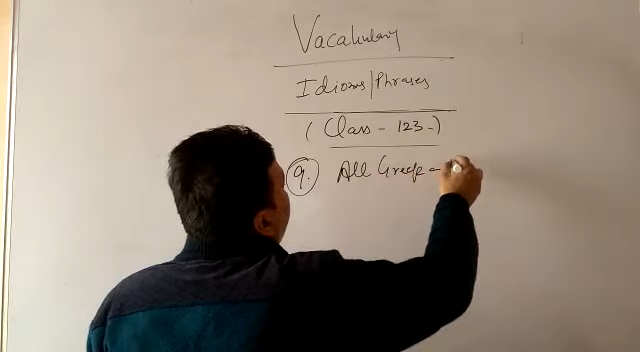 Vacabulary
Idioms/Phrases
(Class - 123-)
9. All Greek -